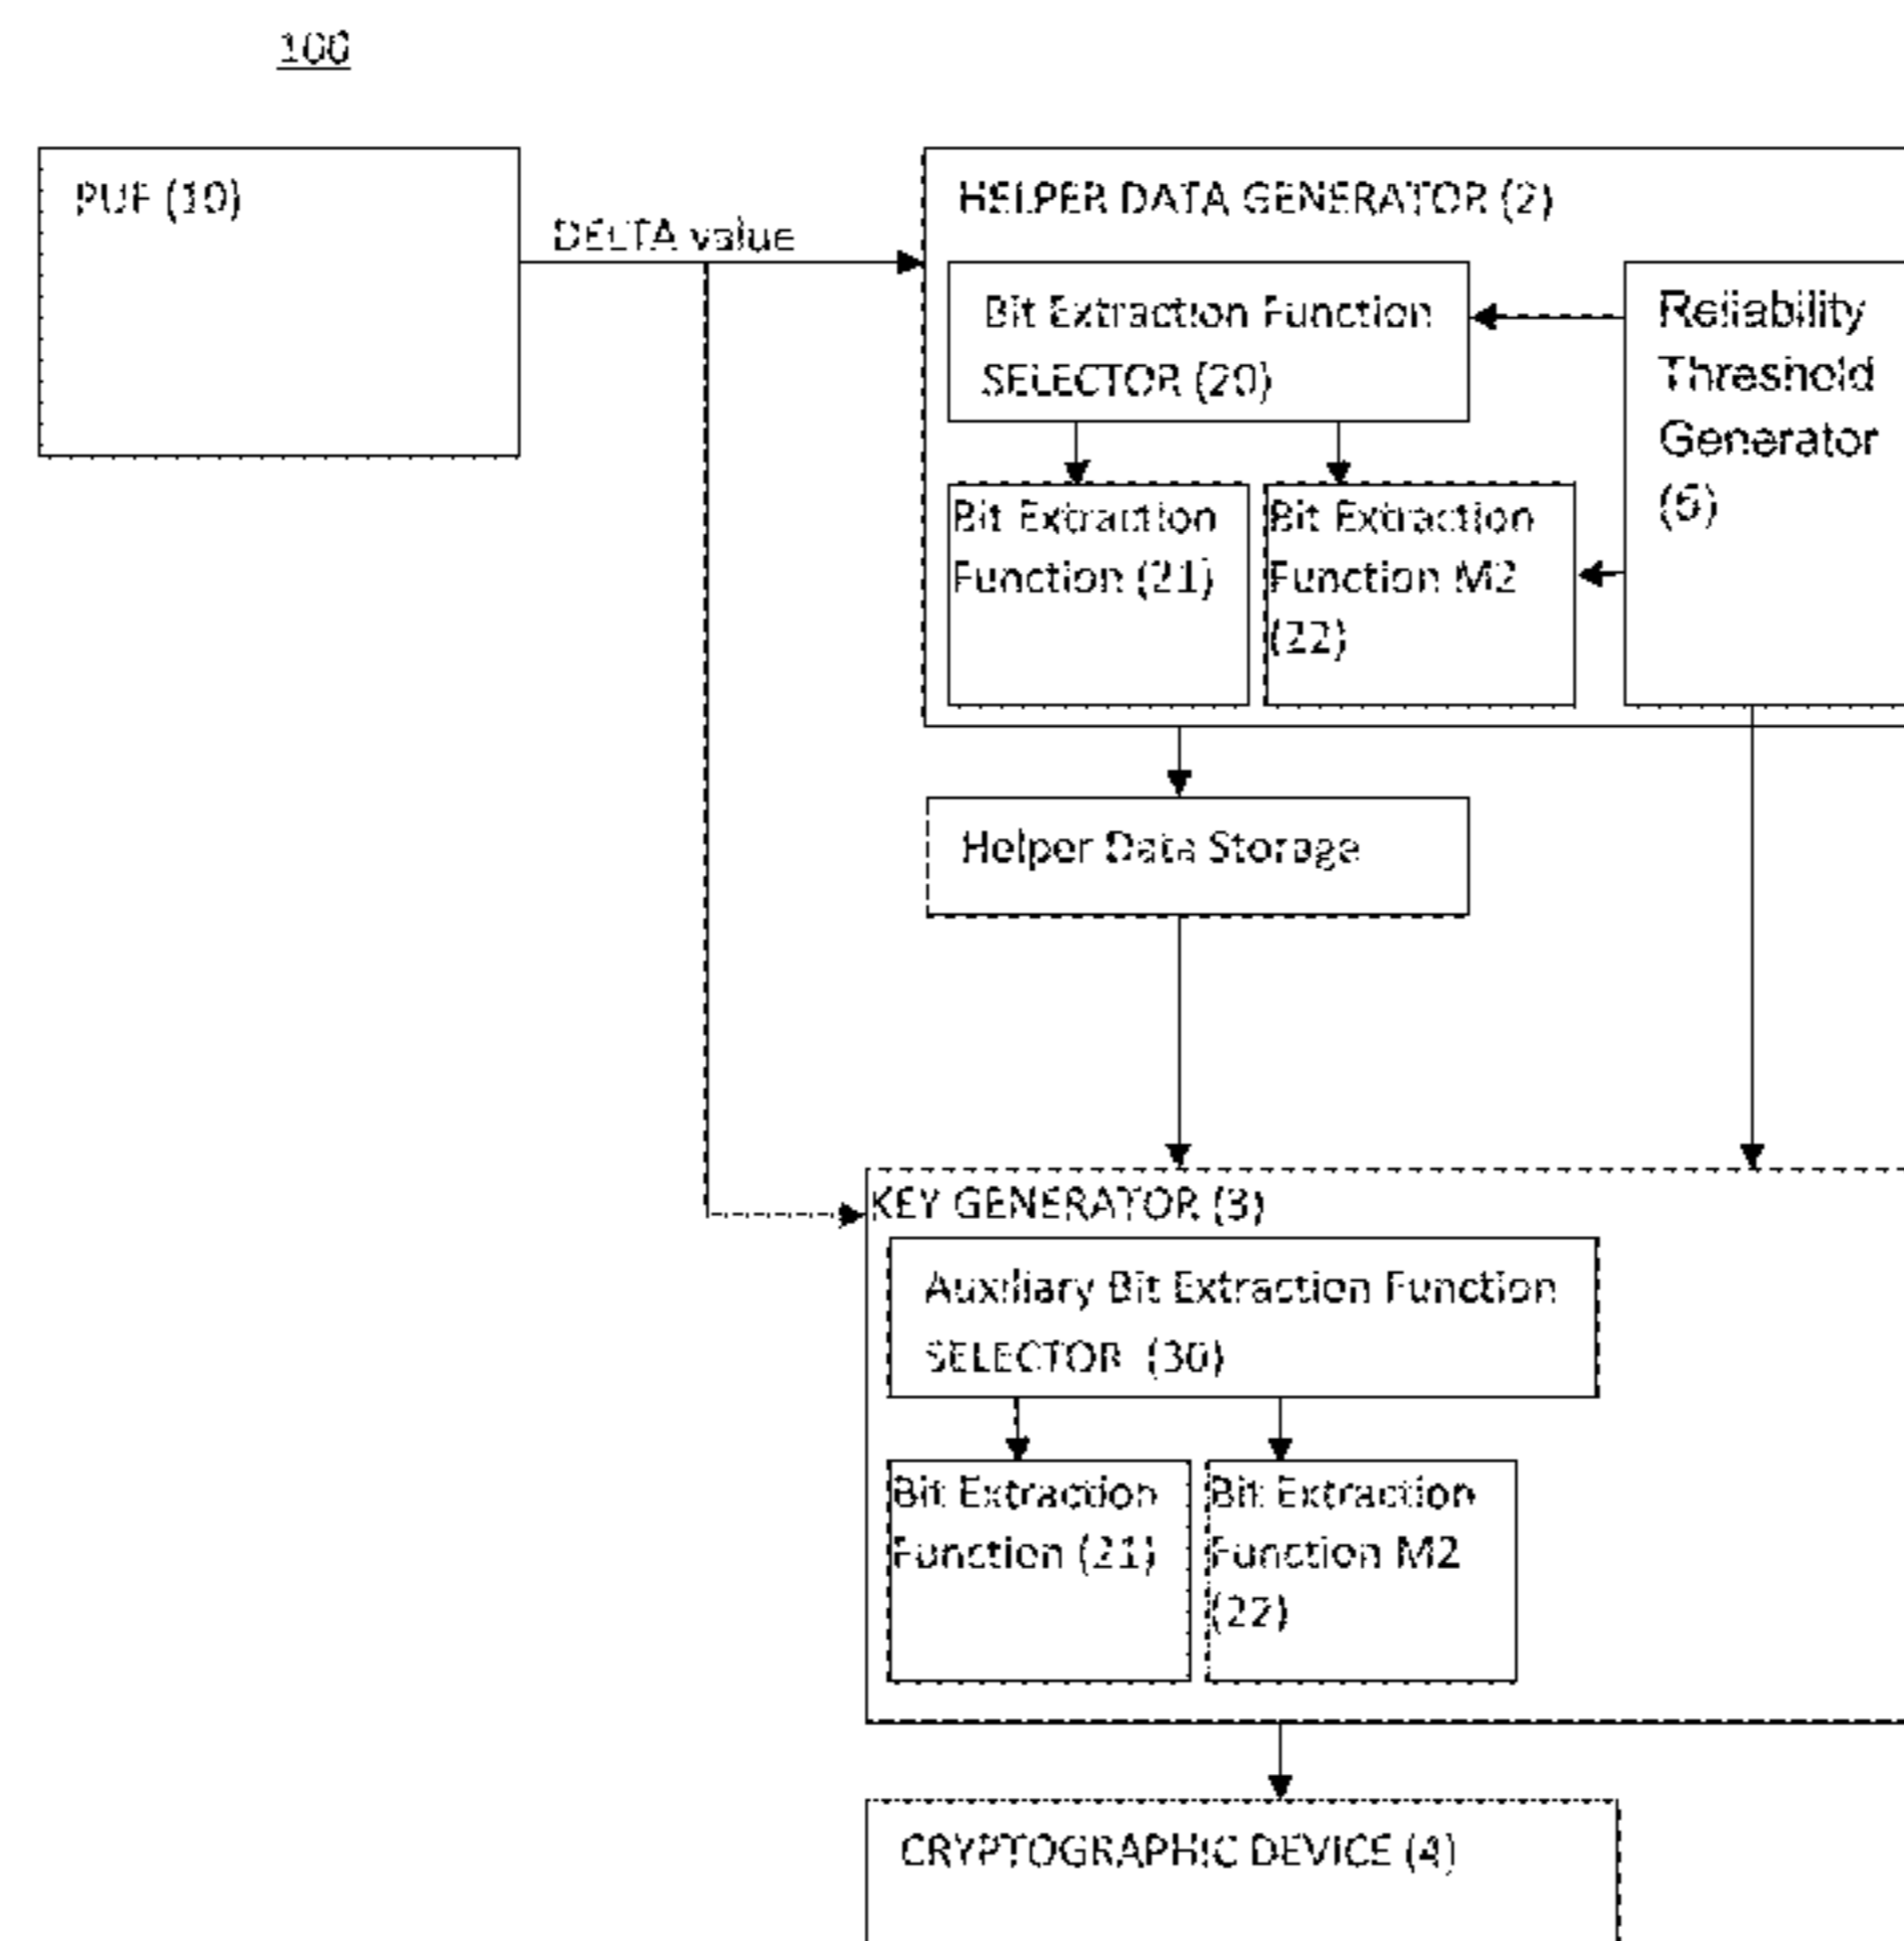 100
PUF (10)
DELTA value
HELPER DATA GENERATOR (2)
Bit Extraction Function
SELECTOR (20)
Reliability
Threshold
Generator
(6)
Bit Extraction
Function (21)
Bit Extraction
Function M2
(22)
Helper Data Storage
KEY GENERATOR (3)
Auxiliary Bit Extraction Function
SELECTOR (30)
Bit Extraction
Function (21)
Bit Extraction
Function M2
(22)
CRYPTOGRAPHIC DEVICE (4)